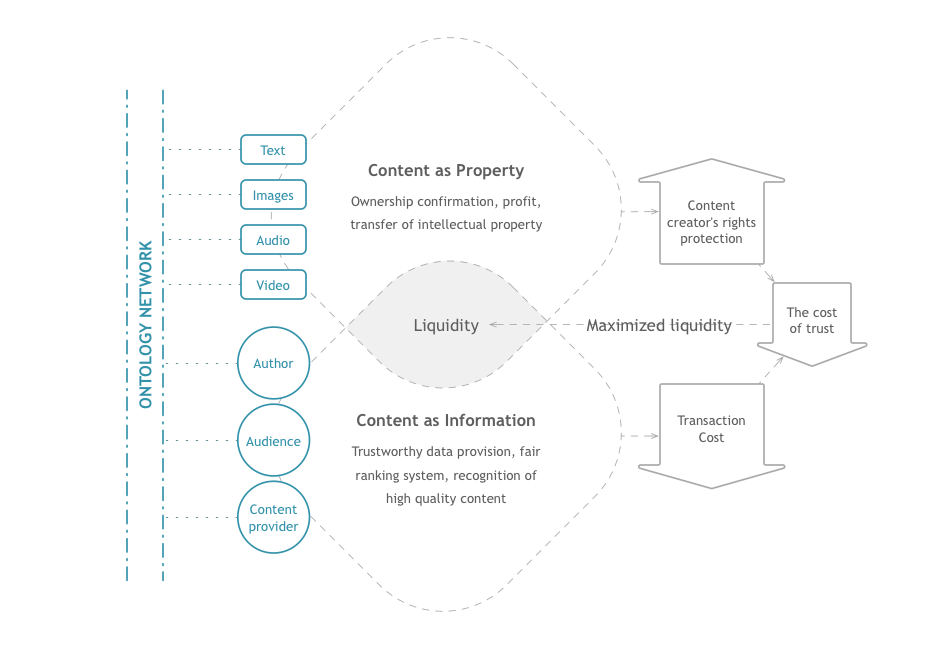 ONTOLOGY NETWORK
Text
Images
Audio
Video
Author
Audience
Content
provider
Content as Property
Ownership confirmation, profit,
transfer of intellectual property
Liquidity
Content as Information
Trustworthy data provision, fair
ranking system, recognition of
high quality content
Content
creator's rights
protection
Maximized liquidity
The cost
of trust
Transaction
Cost